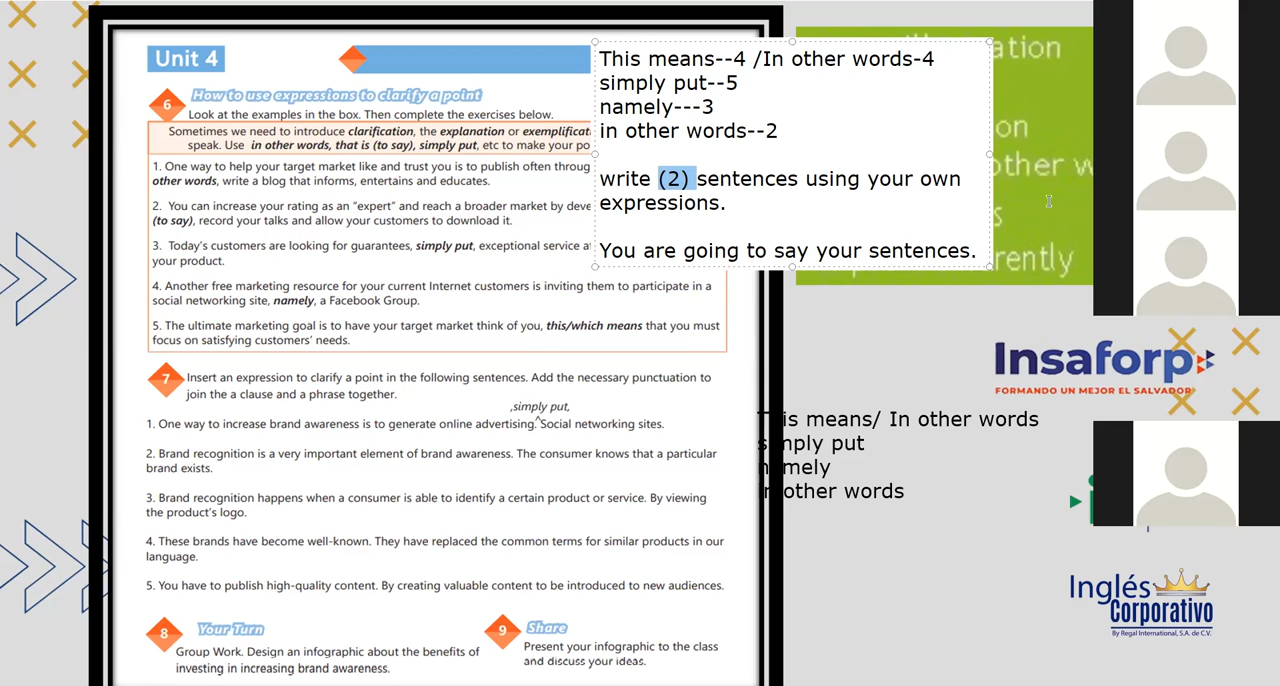 Unit 4
6 How to use expressions to clarify a point
Look at the examples in the box. Then complete the exercises below.
Sometimes we need to introduce clarification, the explanation or
speak. Use in other words, that is (to say), simply put, etc to make your
1. One way to help your target market like and trust you is to publish often
other words, write a blog that informs, entertains and educates.
2. You can increase your rating as an “expert” and reach a broader market by
(to say), record your talks and allow your customers to download it.
3. Today’s customers are looking for guarantees, simply put, exceptional service
your product.
4. Another free marketing resource for your current Internet customers is inviting them to participate in a
social networking site, namely, a Facebook Group.
5. The ultimate marketing goal is to have your target market think of you, this/which means that you must
focus on satisfying customers’ needs.
7 Insert an expression to clarify a point in the following sentences. Add the necessary punctuation to
join the a clause and a phrase together.
,simply put,
1. One way to increase brand awareness is to generate online advertising.^Social networking sites.
2. Brand recognition is a very important element of brand awareness. The consumer knows that a particular
brand exists.
3. Brand recognition happens when a consumer is able to identify a certain product or service. By viewing
the product’s logo.
4. These brands have become well-known. They have replaced the common terms for similar products in our
language.
5. You have to publish high-quality content. By creating valuable content to be introduced to new audiences.
8 Your Turn
Group Work. Design an infographic about the benefits of
investing in increasing brand awareness.
9 Share
Present your infographic to the class
and discuss your ideas.
This means--4 /In other words-4
simply put--5
namely---3
in other words--2
write (2) sentences using your own
expressions.
You are going to say your sentences.
Insaforp
FORMANDO UN MEJOR EL SALVADOR
This means/ In other words
simply put
namely
in other words
Inglés
Corporativo
By Regal International, S.A. de C.V.